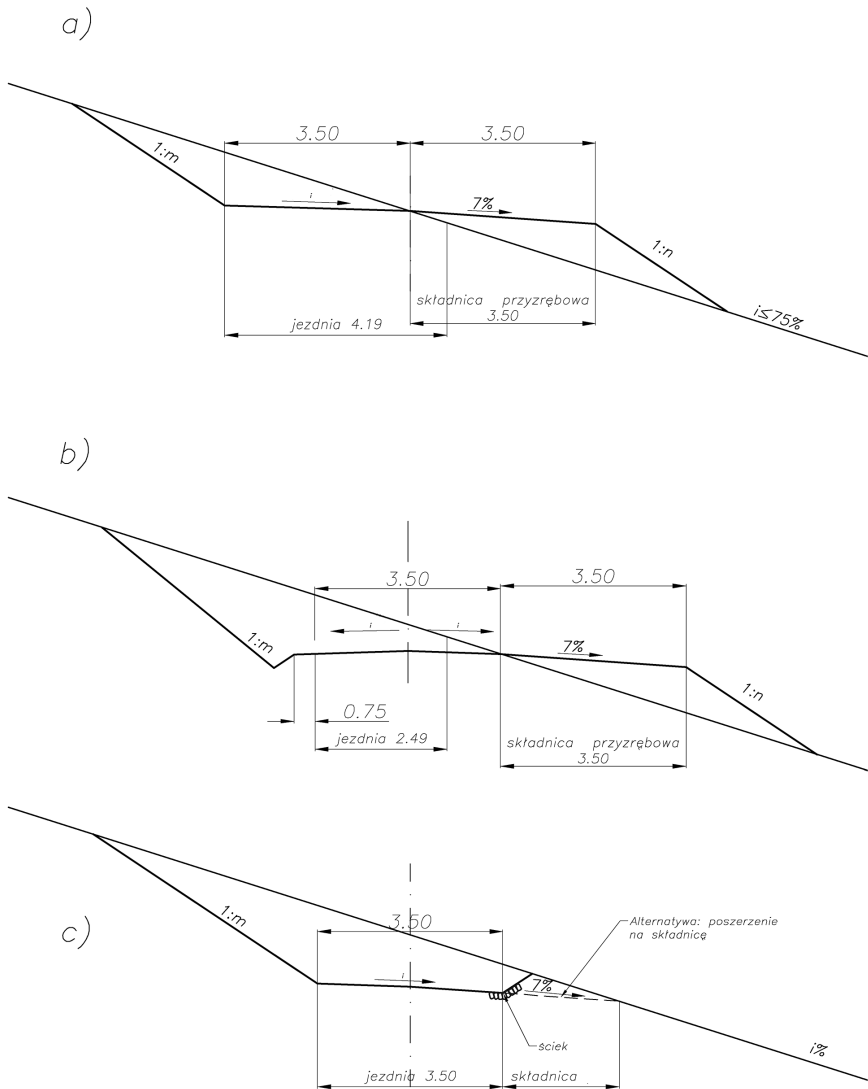 a)
3.50 3.50
1:m
i
7%
1:n
składnica przyzrębowa
3.50
jezdnia 4.19
i≤75%
b)
3.50 3.50
i i
7%
1:m
1:n
0.75
jezdnia 2.49
składnica przyzrębowa
3.50
c)
3.50
1:m
i
7%
Alternatywa: poszerzenie
na składnicę
ściek
i%
jezdnia 3.50 składnica